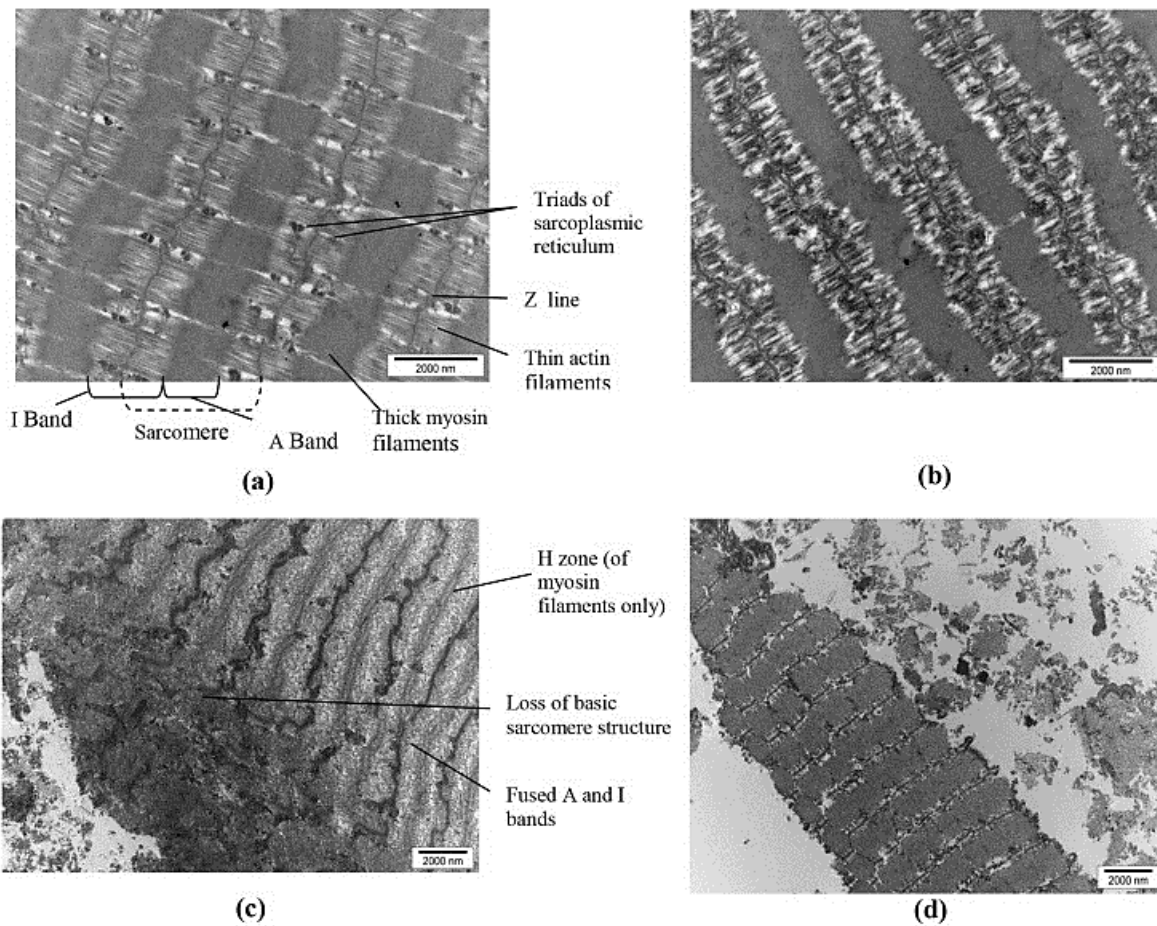 Triads of
sarcoplasmic
reticulum
Z line
Thin actin
filaments
2000 nm
I Band
Sarcomere
A Band
Thick myosin
filaments
(a)
2000 nm
(b)
H zone (of
myosin
filaments only)
Loss of basic
sarcomere structure
Fused A and I
bands
2000 nm
(c)
2000 nm
(d)